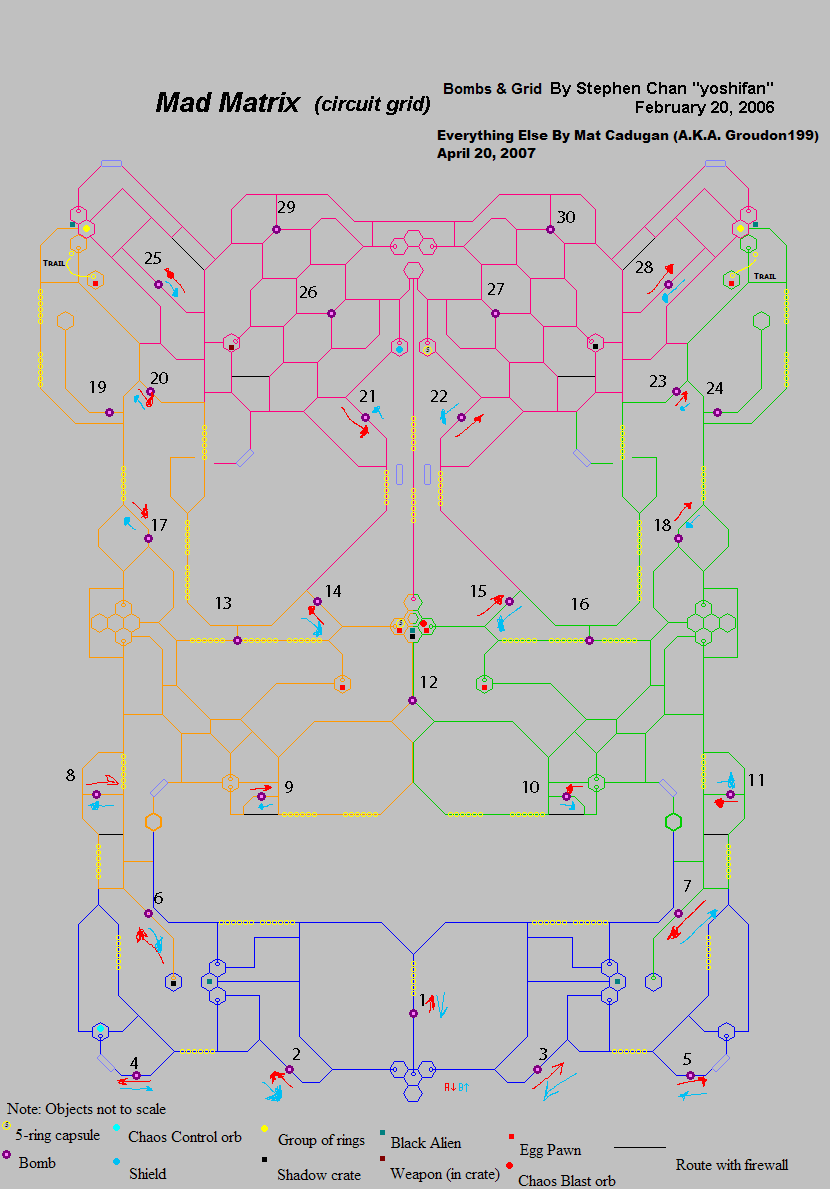 Mad Matrix (circuit grid)
Bombs & Grid By Stephen Chan "yoshifan"
February 20, 2006
Everything Else By Mat Cadugan (A.K.A. Groudon199)
April 20, 2007
29
30
25
26
27
28
TRAIL
TRAIL
19
20
21
22
23
24
17
18
13
14
15
16
12
8
9
10
11
6
7
1
2
3
4
5
R↓ B↑
Note: Objects not to scale
5-ring capsule
Chaos Control orb
Group of rings
Black Alien
Egg Pawn
Route with firewall
Bomb
Shield
Shadow crate
Weapon (in crate)
Chaos Blast orb